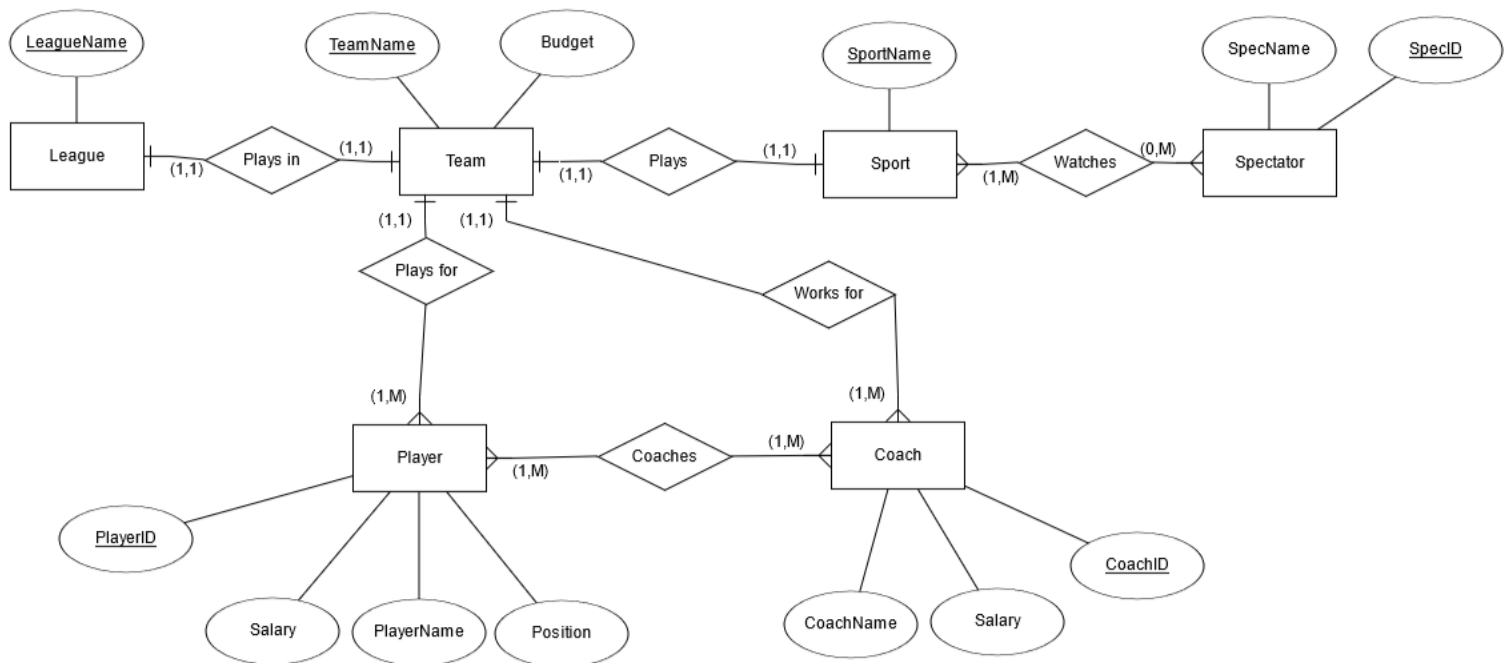 LeagueName
TeamName
Budget
SportName
SpecName
SpecID
League
Plays in
(1,1)
(1,1)
Team
(1,1)
Plays
(1,1)
Sport
(1,M)
Watches
(0,M)
Spectator
(1,1)
(1,1)
Plays for
Works for
(1,M)
(1,M)
Player
(1,M)
Coaches
(1,M)
Coach
PlayerID
Salary
PlayerName
Position
CoachName
Salary
CoachID